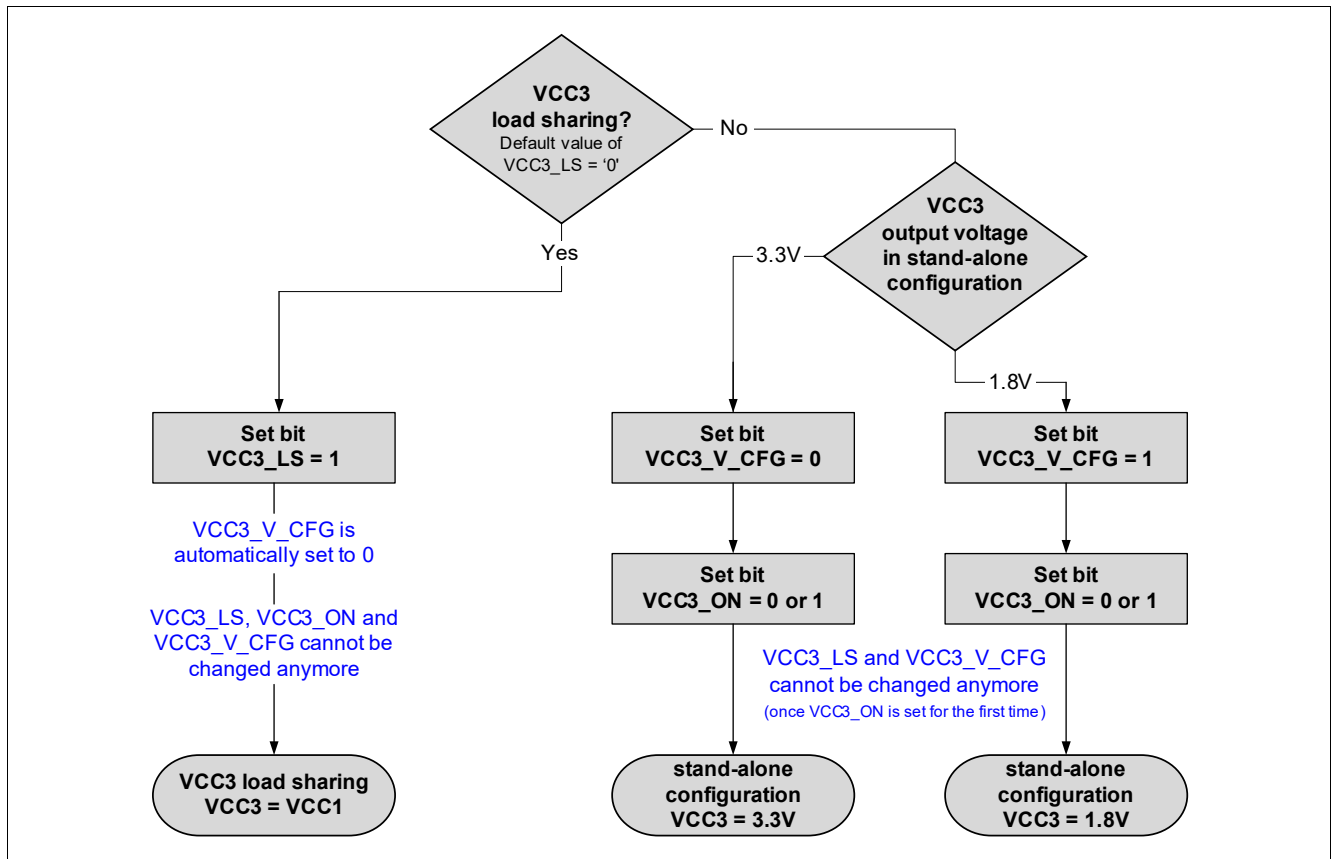 VCC3
load sharing?
Default value of
VCC3_LS = ‘0’
No
Yes
VCC3
output voltage
in stand-alone
configuration
3.3V
1.8V
Set bit
VCC3_LS = 1
VCC3_V_CFG is
automatically set to 0
VCC3_LS, VCC3_ON and
VCC3_V_CFG cannot be
changed anymore
VCC3 load sharing
VCC3 = VCC1
Set bit
VCC3_V_CFG = 0
Set bit
VCC3_ON = 0 or 1
Set bit
VCC3_V_CFG = 1
Set bit
VCC3_ON = 0 or 1
VCC3_LS and VCC3_V_CFG
cannot be changed anymore
(once VCC3_ON is set for the first time)
stand-alone
configuration
VCC3 = 3.3V
stand-alone
configuration
VCC3 = 1.8V